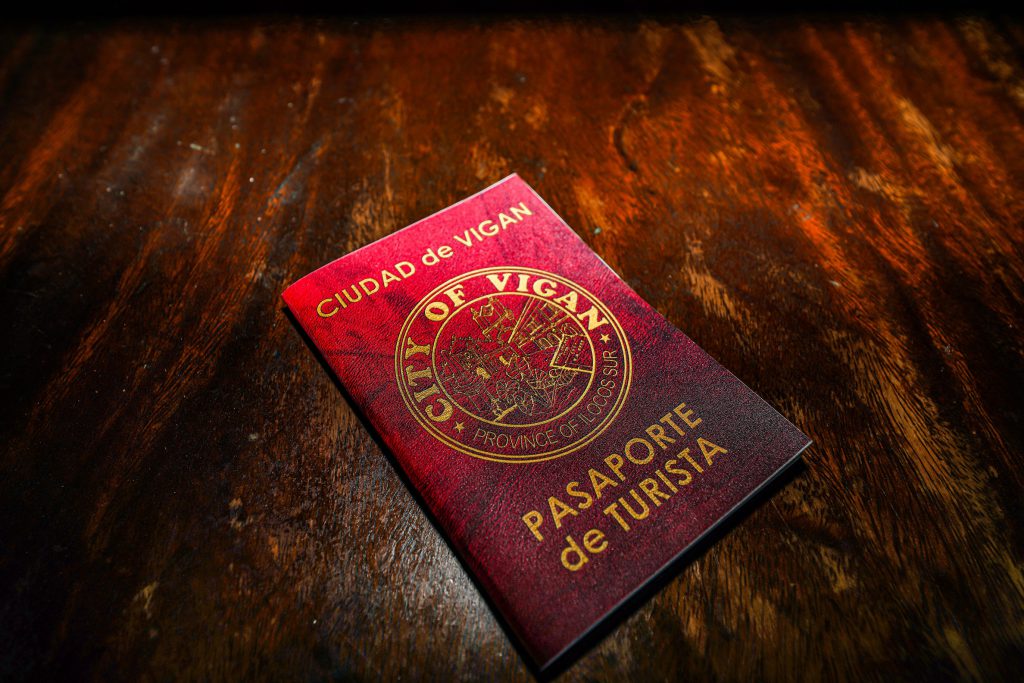 CIUDAD de VIGAN
CITY OF VIGAN
PROVINCE OF ILOCOS SUR
PASAPORTE
de TURISTA